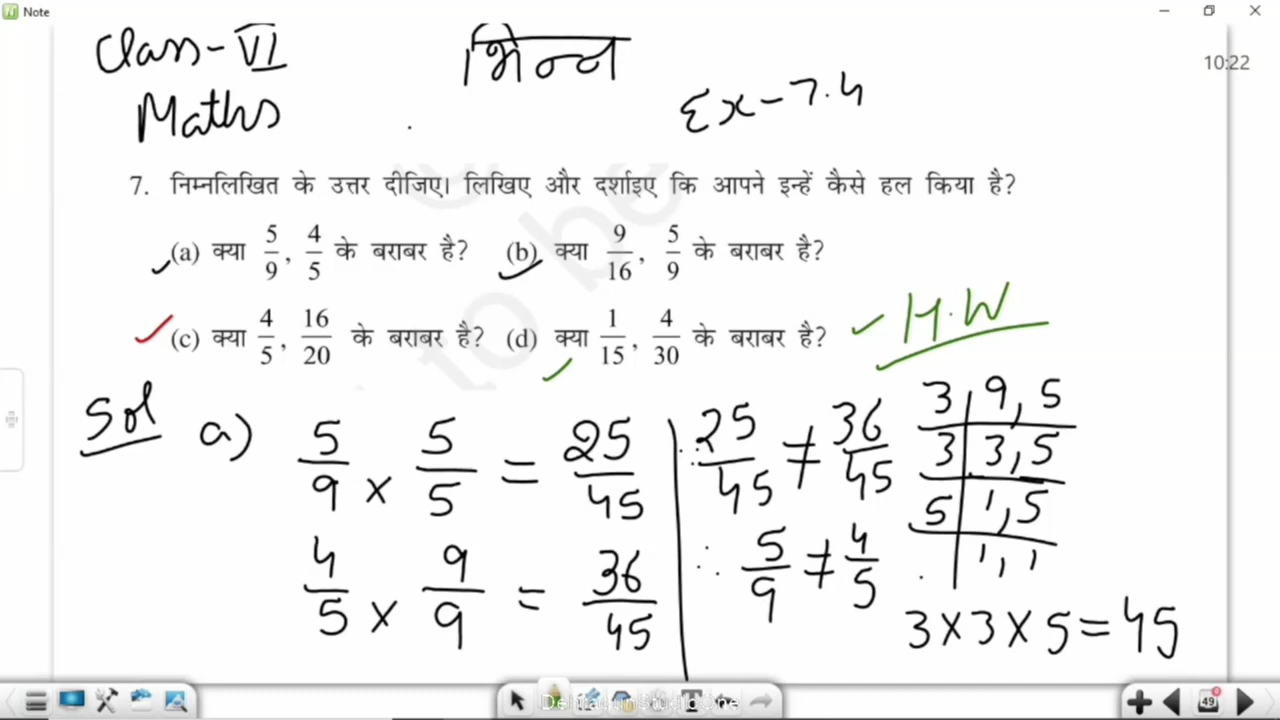 Note
Class-VI
भिन्न
10:22
Maths
Ex-7.4
7. निम्नलिखित के उत्तर दीजिए। लिखिए और दर्शाइए कि आपने इन्हें कैसे हल किया है?
(a) क्या 5/9, 4/5 के बराबर है? (b) क्या 9/16, 5/9 के बराबर है?
(c) क्या 4/5, 16/20 के बराबर है? (d) क्या 1/15, 4/30 के बराबर है? H.W
Sol a)
5/9 × 5/5 = 25/45
4/5 × 9/9 = 36/45
∵ 25/45 ≠ 36/45
∴ 5/9 ≠ 4/5
3 | 9, 5
3 | 3, 5
5 | 1, 5
| 1, 1
3×3×5=45
to be
49